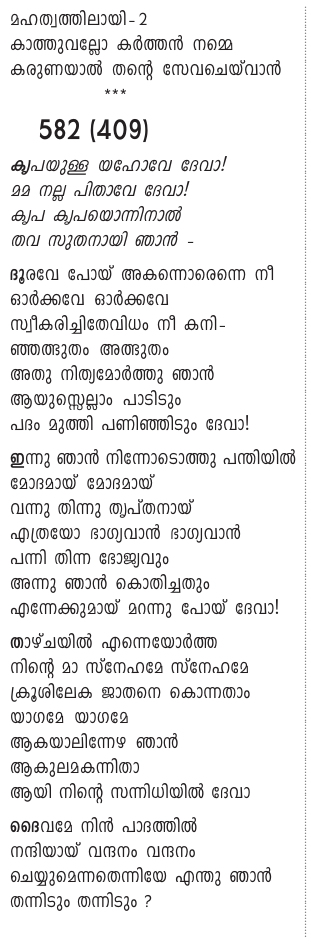 മഹത്വത്തിലായി-2
കാത്തുവല്ലോ കർത്തൻ നമ്മെ
കരുണയാൽ തന്റെ സേവചെയ്‌വാൻ
***
582 (409)
കൃപയുള്ള യഹോവേ ദേവാ!
മമ നല്ല പിതാവേ ദേവാ!
കൃപ കൃപയൊന്നിനാൽ
തവ സുതനായി ഞാൻ -
ദൂരവേ പോയ് അകന്നൊരെന്നെ നീ
ഓർക്കവേ ഓർക്കവേ
സ്വീകരിച്ചിതേവിധം നീ കനി-
ഞ്ഞത്ഭുതം അത്ഭുതം
അതു നിത്യമോർത്തു ഞാൻ
ആയുസ്സെല്ലാം പാടിടും
പദം മുത്തി പണിഞ്ഞിടും ദേവാ!
ഇന്നു ഞാൻ നിന്നോടൊത്തു പന്തിയിൽ
മോദമായ് മോദമായ്
വന്നു തിന്നു തൃപ്തനായ്
എത്രയോ ഭാഗ്യവാൻ ഭാഗ്യവാൻ
പന്നി തിന്ന ഭോജ്യവും
അന്നു ഞാൻ കൊതിച്ചതും
എന്നേക്കുമായ് മറന്നു പോയ് ദേവാ!
താഴ്ചയിൽ എന്നെയോർത്ത
നിന്റെ മാ സ്നേഹമേ സ്നേഹമേ
ക്രൂശിലേക ജാതനെ കൊന്നതാം
യാഗമേ യാഗമേ
ആകയാലിന്നേഴ ഞാൻ
ആകുലമകന്നിതാ
ആയി നിന്റെ സന്നിധിയിൽ ദേവാ
ദൈവമേ നിൻ പാദത്തിൽ
നന്ദിയായ് വന്ദനം വന്ദനം
ചെയ്യുമെന്നതെന്നിയേ എന്തു ഞാൻ
തന്നിടും തന്നിടും ?